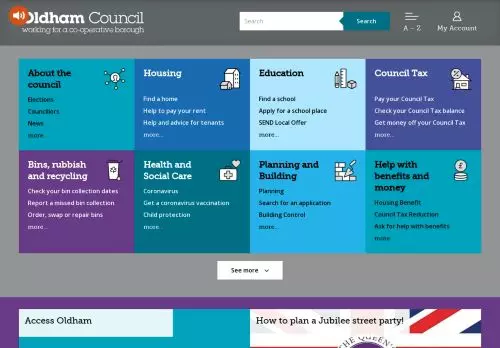 Oldham Council
working for a co-operative borough
Search
Search
A - Z
My Account
About the council
Elections
Councillors
News
more...
Housing
Find a home
Help to pay your rent
Help and advice for tenants
more...
Education
Find a school
Apply for a school place
SEND Local Offer
more...
Council Tax
Pay your Council Tax
Check your Council Tax balance
Get money off your Council Tax
more...
Bins, rubbish
and recycling
Check your bin collection dates
Report a missed bin collection
Order, swap or repair bins
more...
Health and
Social Care
Coronavirus
Get a coronavirus vaccination
Child protection
more...
Planning and
Building
Planning
Search for an application
Building Control
more...
Help with
benefits and
money
Housing Benefit
Council Tax Reduction
Ask for help with benefits
more
See more
Access Oldham
How to plan a Jubilee street party!
THE QUEEN'S